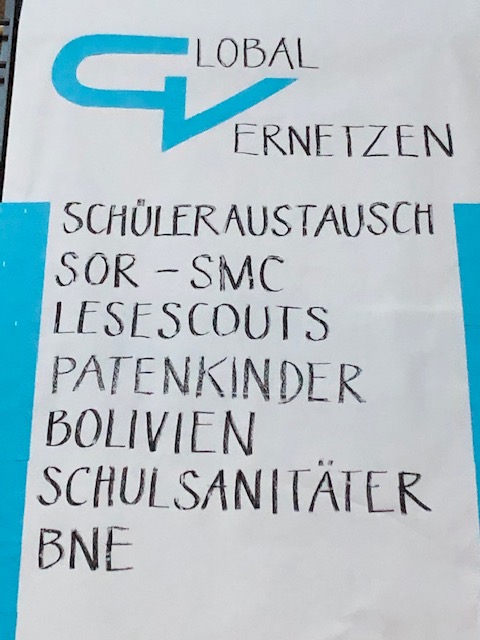 GLOBAL
VERNETZEN
SCHÜLERAUSTAUSCH
SOR - SMC
LESESCOUTS
PATENKINDER
BOLIVIEN
SCHULSANITÄTER
BNE